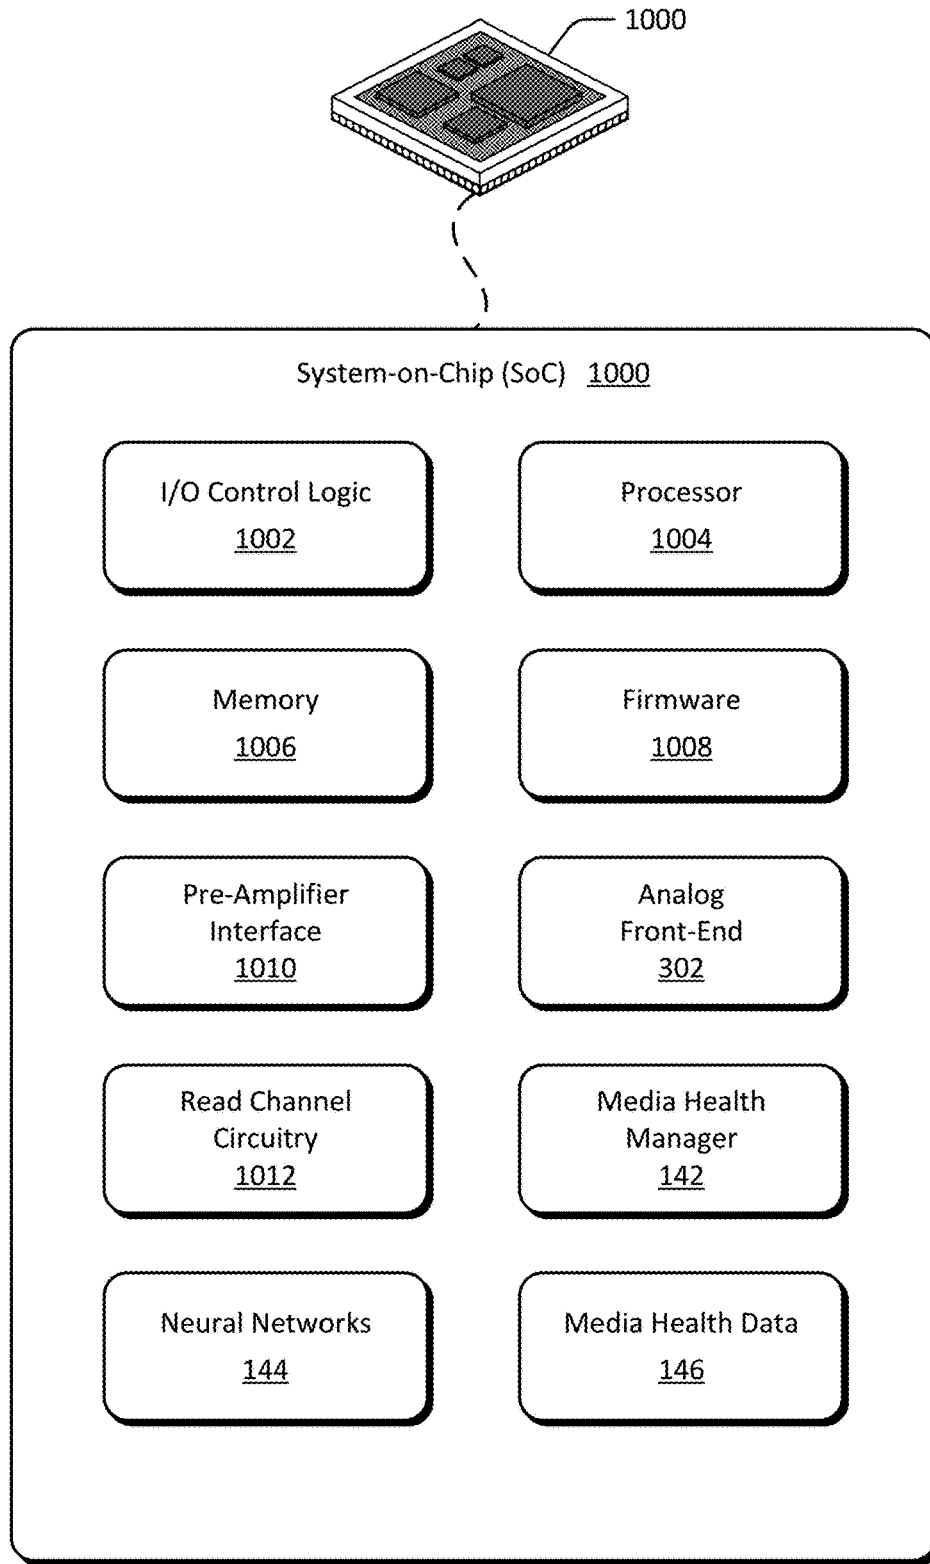 1000
System-on-Chip (SoC) 1000
I/O Control Logic
1002
Processor
1004
Memory
1006
Firmware
1008
Pre-Amplifier
Interface
1010
Analog
Front-End
302
Read Channel
Circuitry
1012
Media Health
Manager
142
Neural Networks
144
Media Health Data
146